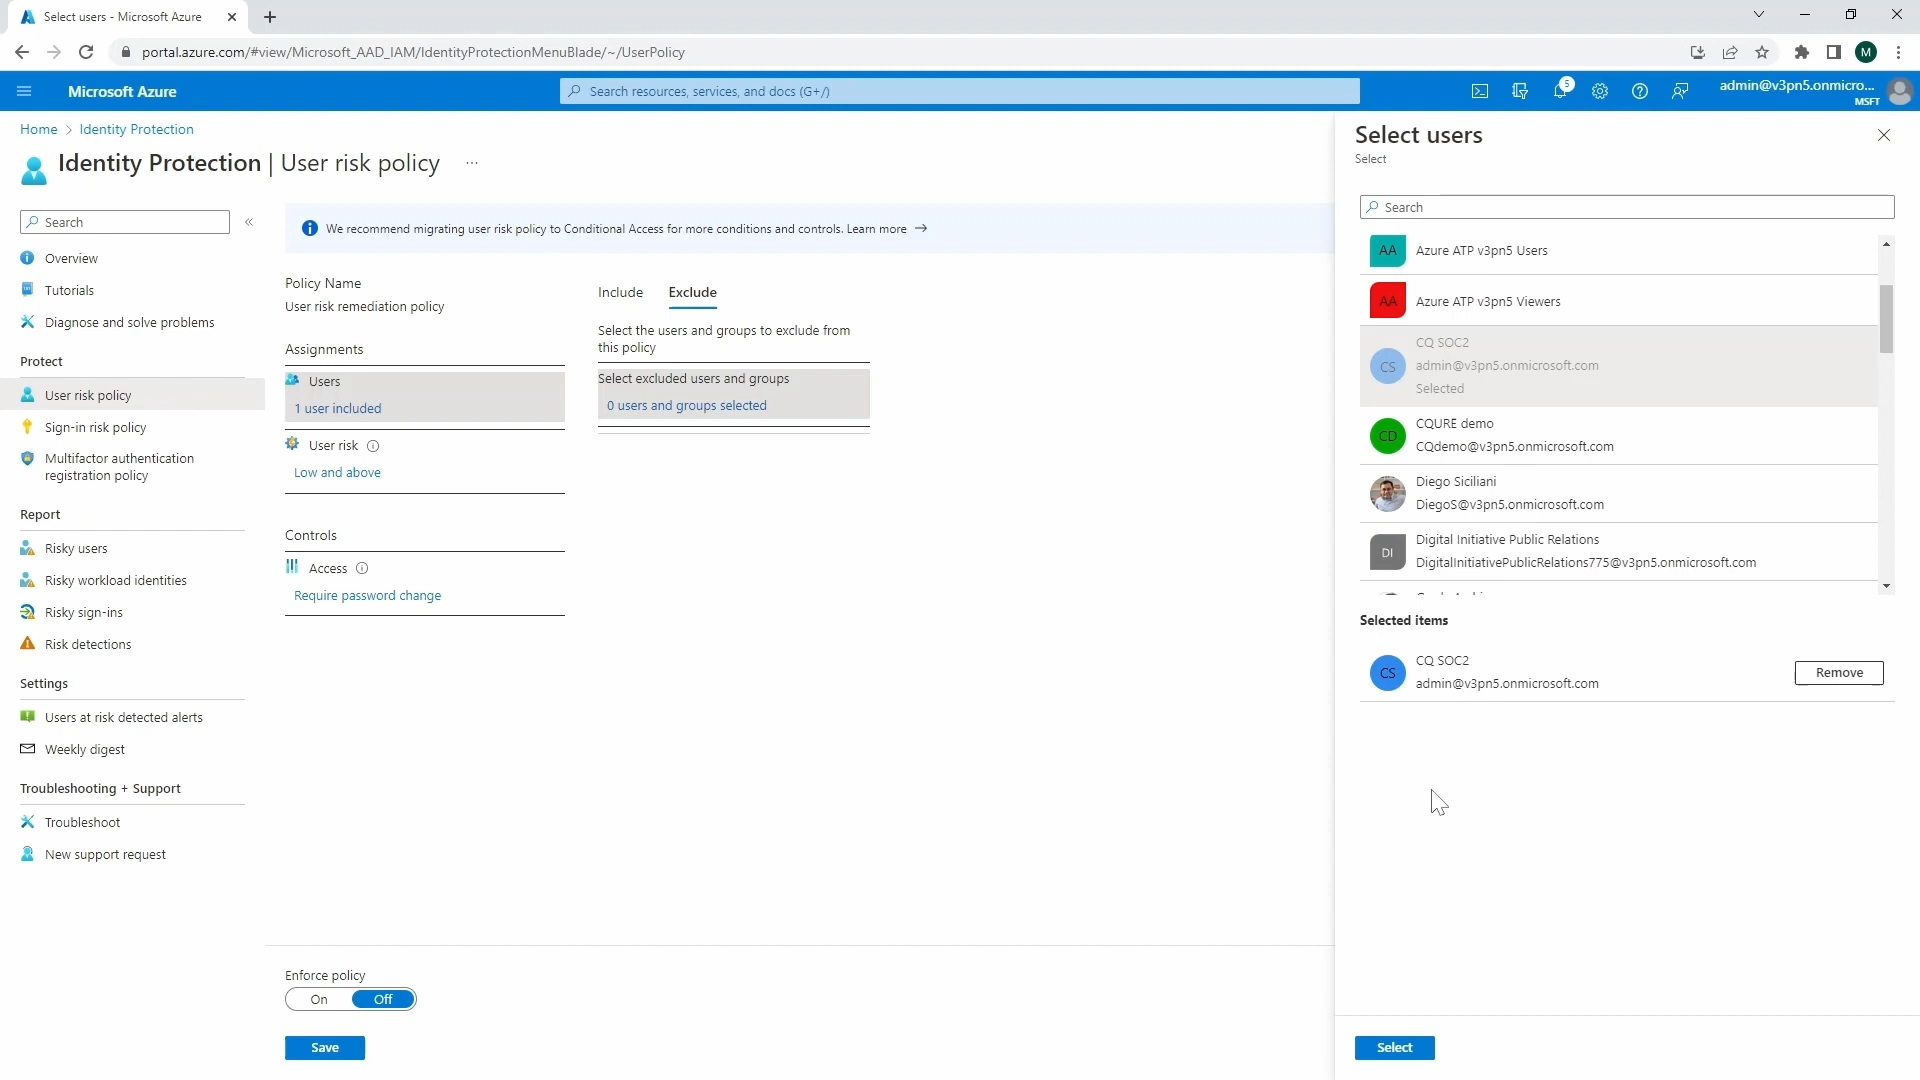 Select users - Microsoft Azure
portal.azure.com/#view/Microsoft_AAD_IAM/IdentityProtectionMenuBlade/~/UserPolicy
M
Microsoft Azure
Search resources, services, and docs (G+/)
5
admin@v3pn5.onmicro...
MSFT
Home > Identity Protection
Identity Protection | User risk policy ...
Search
Overview
Tutorials
Diagnose and solve problems
Protect
User risk policy
Sign-in risk policy
Multifactor authentication
registration policy
Report
Risky users
Risky workload identities
Risky sign-ins
Risk detections
Settings
Users at risk detected alerts
Weekly digest
Troubleshooting + Support
Troubleshoot
New support request
We recommend migrating user risk policy to Conditional Access for more conditions and controls. Learn more →
Policy Name
User risk remediation policy
Assignments
Users
1 user included
User risk
Low and above
Controls
Access
Require password change
Include Exclude
Select the users and groups to exclude from
this policy
Select excluded users and groups
0 users and groups selected
Enforce policy
On Off
Save
Select users
Select
Search
AA Azure ATP v3pn5 Users
AA Azure ATP v3pn5 Viewers
CS
CQ SOC2
admin@v3pn5.onmicrosoft.com
Selected
CD
CQURE demo
CQdemo@v3pn5.onmicrosoft.com
Diego Siciliani
DiegoS@v3pn5.onmicrosoft.com
DI
Digital Initiative Public Relations
DigitalInitiativePublicRelations775@v3pn5.onmicrosoft.com
Selected items
CS
CQ SOC2
admin@v3pn5.onmicrosoft.com
Remove
Select